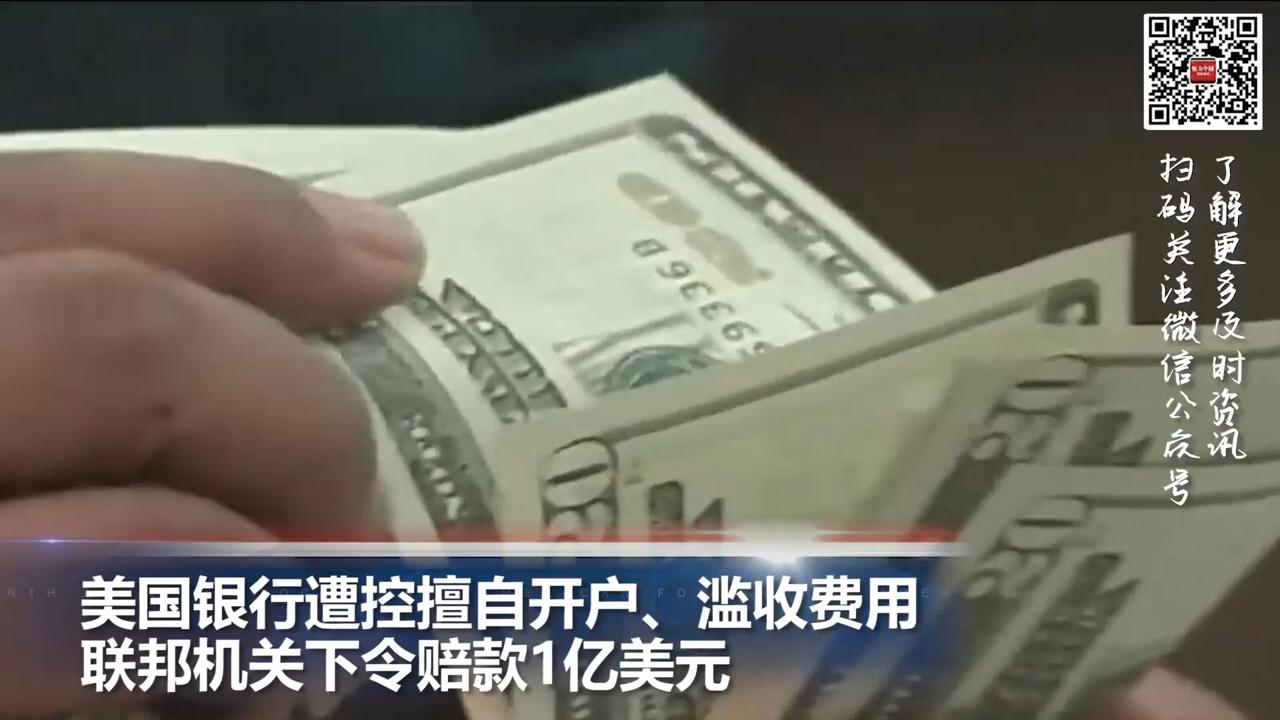 了解更多及时资讯
扫码关注微信公众号
美国银行遭控擅自开户、滥收费用
联邦机关下令赔款1亿美元